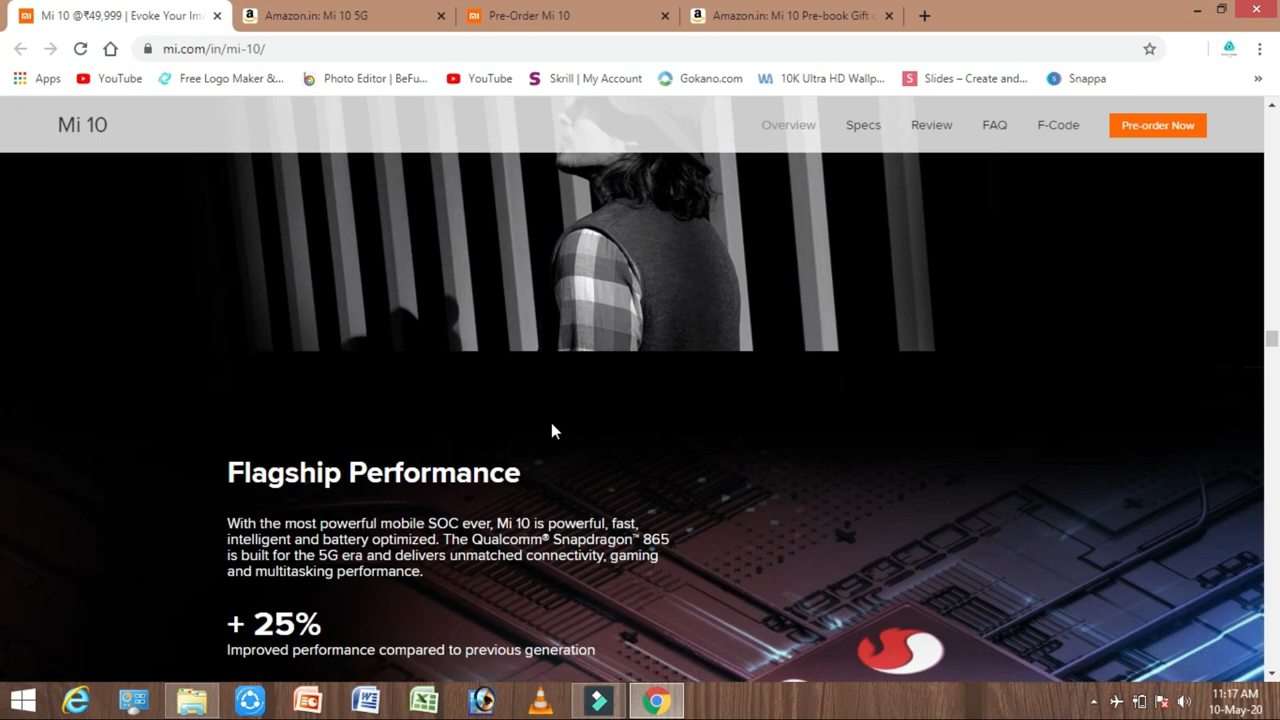 Mi 10 @₹49,999 | Evoke Your Ima
Amazon.in: Mi 10 5G
Pre-Order Mi 10
Amazon.in: Mi 10 Pre-book Gift
mi.com/in/mi-10/
Apps
YouTube
Free Logo Maker &...
Photo Editor | BeFu...
YouTube
Skrill | My Account
Gokano.com
10K Ultra HD Wallp...
Slides – Create and...
Snappa
»
Mi 10
Overview
Specs
Review
FAQ
F-Code
Pre-order Now
Flagship Performance
With the most powerful mobile SOC ever, Mi 10 is powerful, fast,
intelligent and battery optimized. The Qualcomm® Snapdragon™ 865
is built for the 5G era and delivers unmatched connectivity, gaming
and multitasking performance.
+ 25%
Improved performance compared to previous generation
11:17 AM
10-May-20